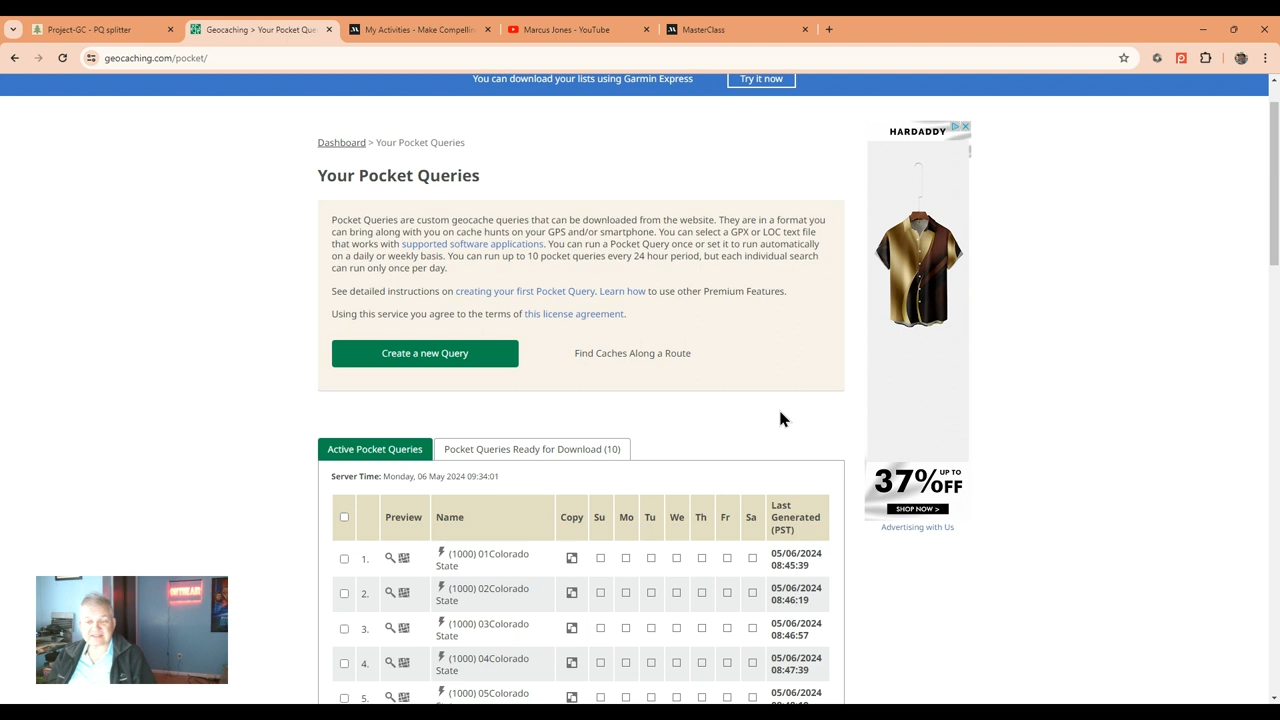 Project-GC - PQ splitter
Geocaching > Your Pocket Que
My Activities - Make Compellin
Marcus Jones - YouTube
MasterClass
geocaching.com/pocket/
You can download your lists using Garmin Express
Try it now
Dashboard > Your Pocket Queries
Your Pocket Queries
Pocket Queries are custom geocache queries that can be downloaded from the website. They are in a format you
can bring along with you on cache hunts on your GPS and/or smartphone. You can select a GPX or LOC text file
that works with supported software applications. You can run a Pocket Query once or set it to run automatically
on a daily or weekly basis. You can run up to 10 pocket queries every 24 hour period, but each individual search
can run only once per day.
See detailed instructions on creating your first Pocket Query. Learn how to use other Premium Features.
Using this service you agree to the terms of this license agreement.
Create a new Query
Find Caches Along a Route
HARDADDY
37% UP TO OFF
SHOP NOW >
Advertising with Us
Active Pocket Queries
Pocket Queries Ready for Download (10)
Server Time: Monday, 06 May 2024 09:34:01
Preview Name Copy Su Mo Tu We Th Fr Sa Last Generated (PST)
1. (1000) 01Colorado State 05/06/2024 08:45:39
2. (1000) 02Colorado State 05/06/2024 08:46:19
3. (1000) 03Colorado State 05/06/2024 08:46:57
4. (1000) 04Colorado State 05/06/2024 08:47:39
5. (1000) 05Colorado 05/06/2024
ON THE AIR